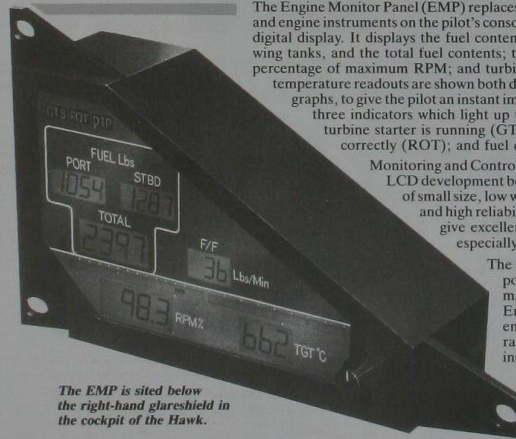 The Engine Monitor Panel (EMP) replaces
and engine instruments on the pilot's conso
digital display. It displays the fuel conten
wing tanks, and the total fuel contents; t
percentage of maximum RPM; and turbi
temperature readouts are shown both d
graphs, to give the pilot an instant im
three indicators which light up
turbine starter is running (GT
correctly (ROT); and fuel
Monitoring and Contro
LCD development be
of small size, low w
and high reliabi
give exceller
especially
The
po
ma
En
en
ra
in
GTS ROT DTP
FUEL Lbs
PORT STBD
1054 1287
TOTAL
2397
F/F
36 Lbs/Min
98.3 RPM% 662 TGT°C
The EMP is sited below
the right-hand glareshield in
the cockpit of the Hawk.